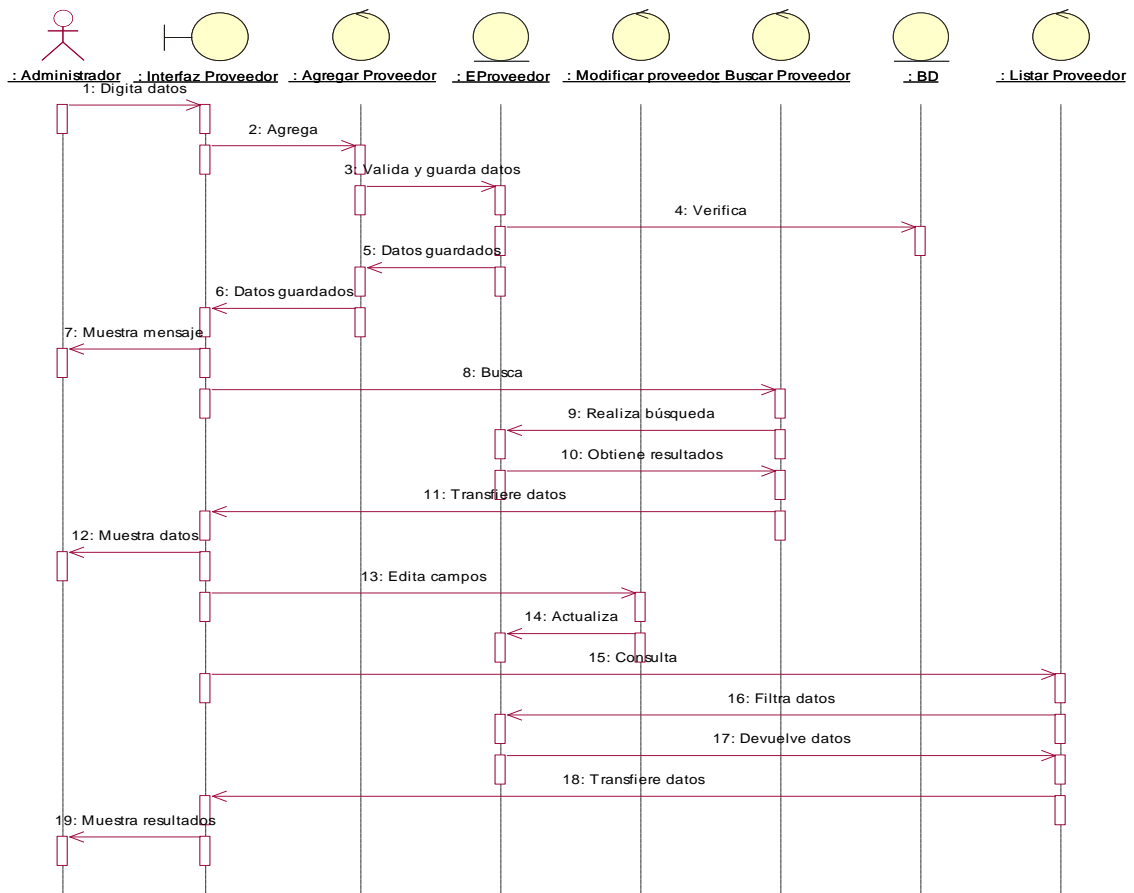 : Administrador
: Interfaz Proveedor
: Agregar Proveedor
: EProveedor
: Modificar proveedor
: Buscar Proveedor
: BD
: Listar Proveedor
1: Digita datos
2: Agrega
3: Valida y guarda datos
4: Verifica
5: Datos guardados
6: Datos guardados
7: Muestra mensaje
8: Busca
9: Realiza búsqueda
10: Obtiene resultados
11: Transfiere datos
12: Muestra datos
13: Edita campos
14: Actualiza
15: Consulta
16: Filtra datos
17: Devuelve datos
18: Transfiere datos
19: Muestra resultados